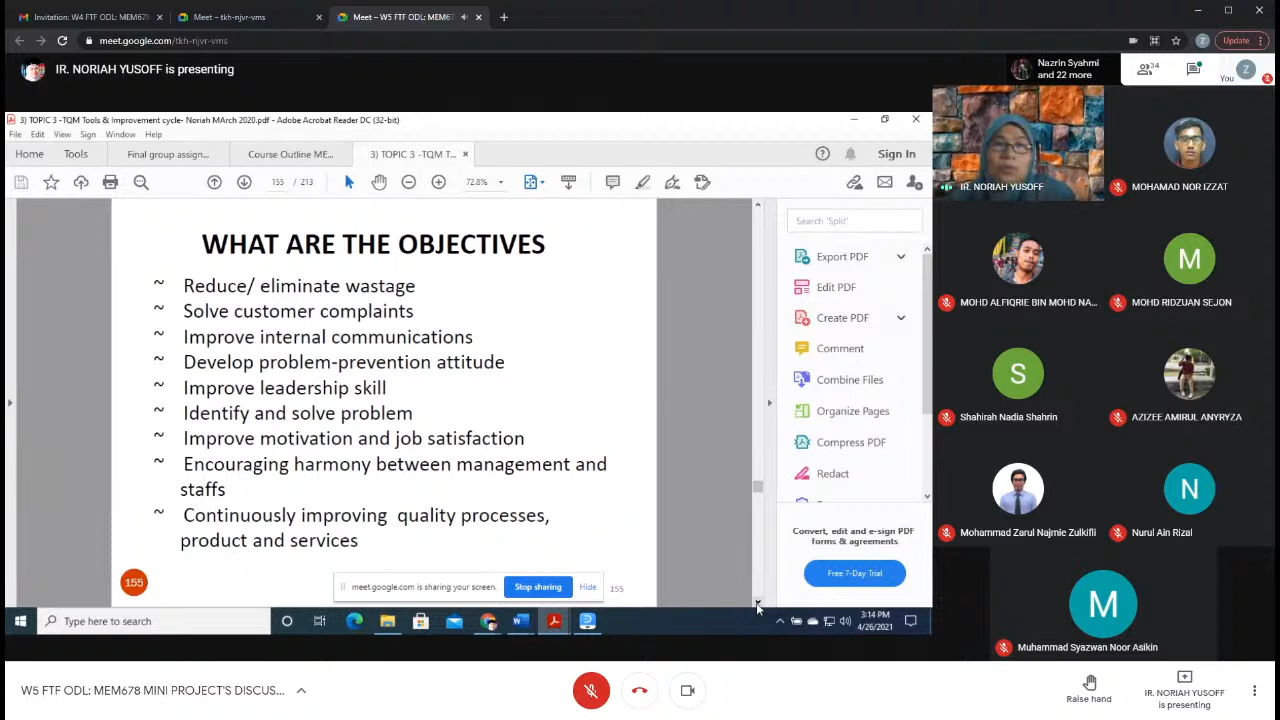 Invitation: W4 FTF ODL: MEM678
Meet – tkh-njvr-vms
Meet – W5 FTF ODL: MEM67
meet.google.com/tkh-njvr-vms
Z
Update
IR. NORIAH YUSOFF is presenting
Nazrin Syahmi
and 22 more
34
You
Z
3) TOPIC 3 -TQM Tools & Improvement cycle- Noriah MArch 2020.pdf - Adobe Acrobat Reader DC (32-bit)
File Edit View Sign Window Help
Home Tools Final group assign... Course Outline ME... 3) TOPIC 3 -TQM T... Sign In
155 / 213 72.8%
WHAT ARE THE OBJECTIVES
~ Reduce/ eliminate wastage
~ Solve customer complaints
~ Improve internal communications
~ Develop problem-prevention attitude
~ Improve leadership skill
~ Identify and solve problem
~ Improve motivation and job satisfaction
~ Encouraging harmony between management and
staffs
~ Continuously improving quality processes,
product and services
155
meet.google.com is sharing your screen. Stop sharing Hide
155
Search 'Split'
Export PDF
Edit PDF
Create PDF
Comment
Combine Files
Organize Pages
Compress PDF
Redact
Convert, edit and e-sign PDF
forms & agreements
Free 7-Day Trial
Type here to search
3:14 PM
4/26/2021
IR. NORIAH YUSOFF
MOHAMAD NOR IZZAT
MOHD ALFIQRIE BIN MOHD NA...
M
MOHD RIDZUAN SEJON
S
Shahirah Nadia Shahrin
AZIZEE AMIRUL ANYRYZA
Mohammad Zarul Najmie Zulkifli
N
Nurul Ain Rizal
M
Muhammad Syazwan Noor Asikin
W5 FTF ODL: MEM678 MINI PROJECT'S DISCUS...
Raise hand
IR. NORIAH YUSOFF
is presenting